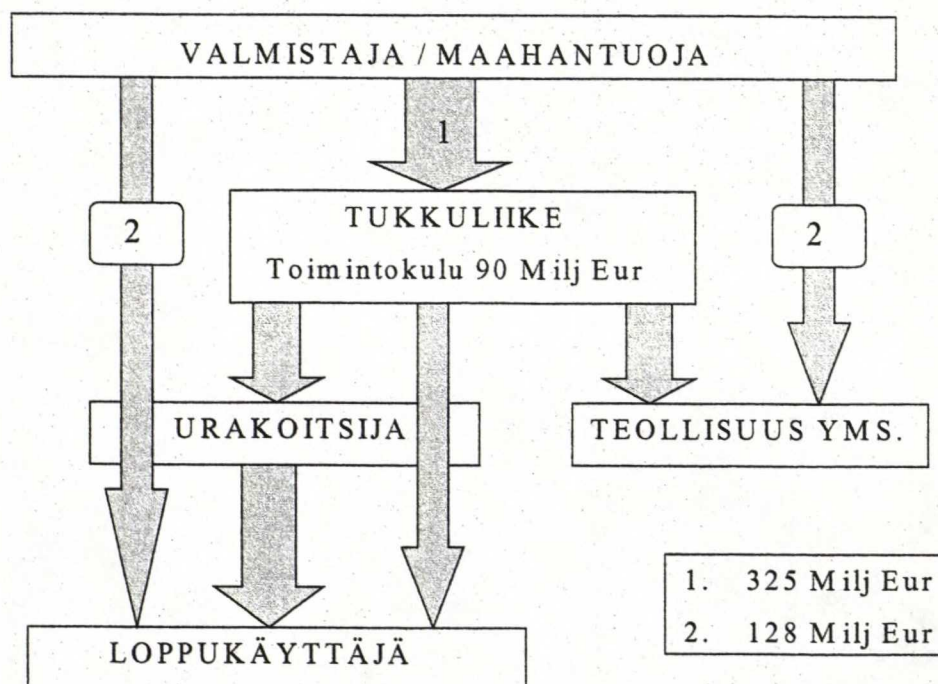 VALMISTAJA / MAAHANTUOJA
1
2
TUKKULIIKE
Toimintokulu 90 Milj Eur
2
URAKOITSIJA
TEOLLISUUS YMS.
1. 325 Milj Eur
2. 128 Milj Eur
LOPPUKÄYTTÄJÄ